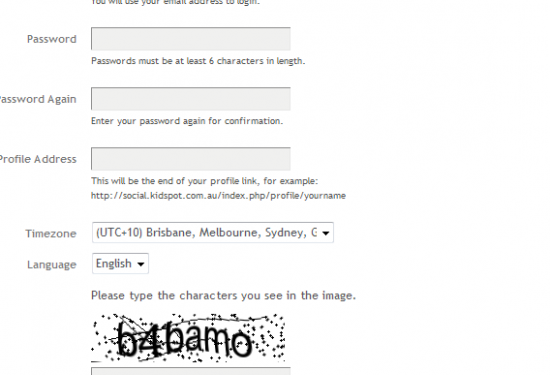 You will use your email address to login.
Password
Passwords must be at least 6 characters in length.
Password Again
Enter your password again for confirmation.
Profile Address
This will be the end of your profile link, for example:
http://social.kidspot.com.au/index.php/profile/yourname
Timezone (UTC+10) Brisbane, Melbourne, Sydney, G
Language English
Please type the characters you see in the image.
b4bamo